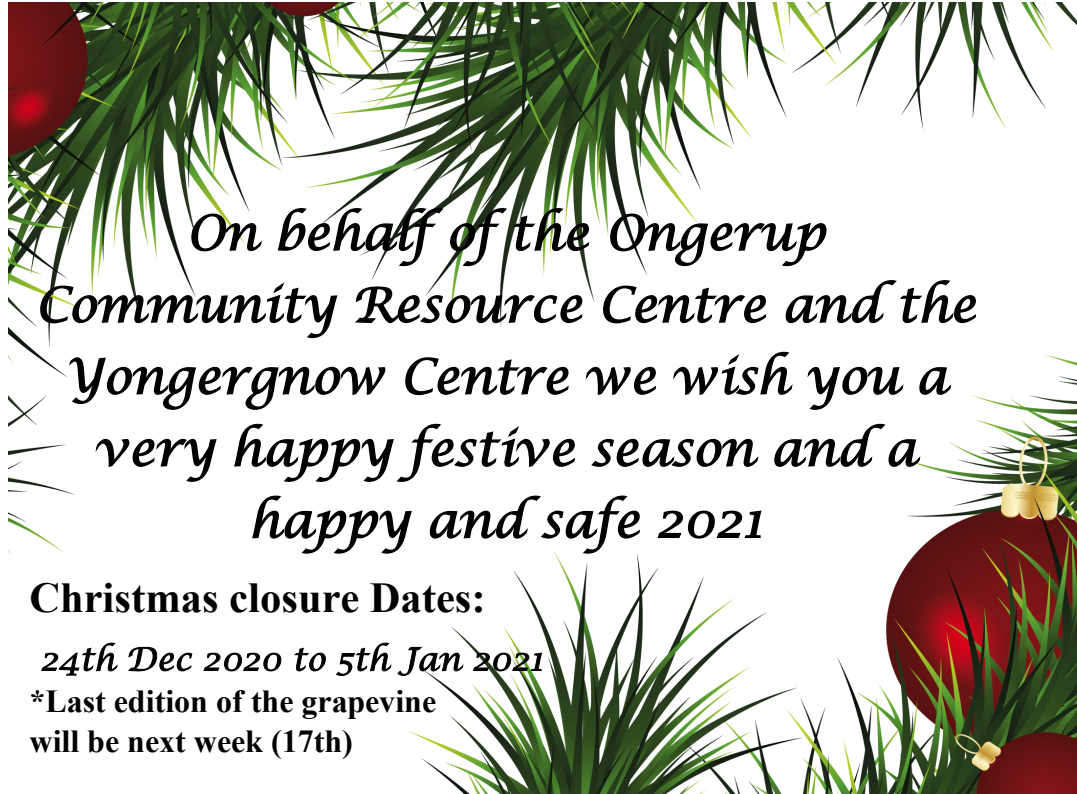 On behalf of the Ongerup
Community Resource Centre and the
Yongergnow Centre we wish you a
very happy festive season and a
happy and safe 2021
Christmas closure Dates:
24th Dec 2020 to 5th Jan 2021
*Last edition of the grapevine
will be next week (17th)